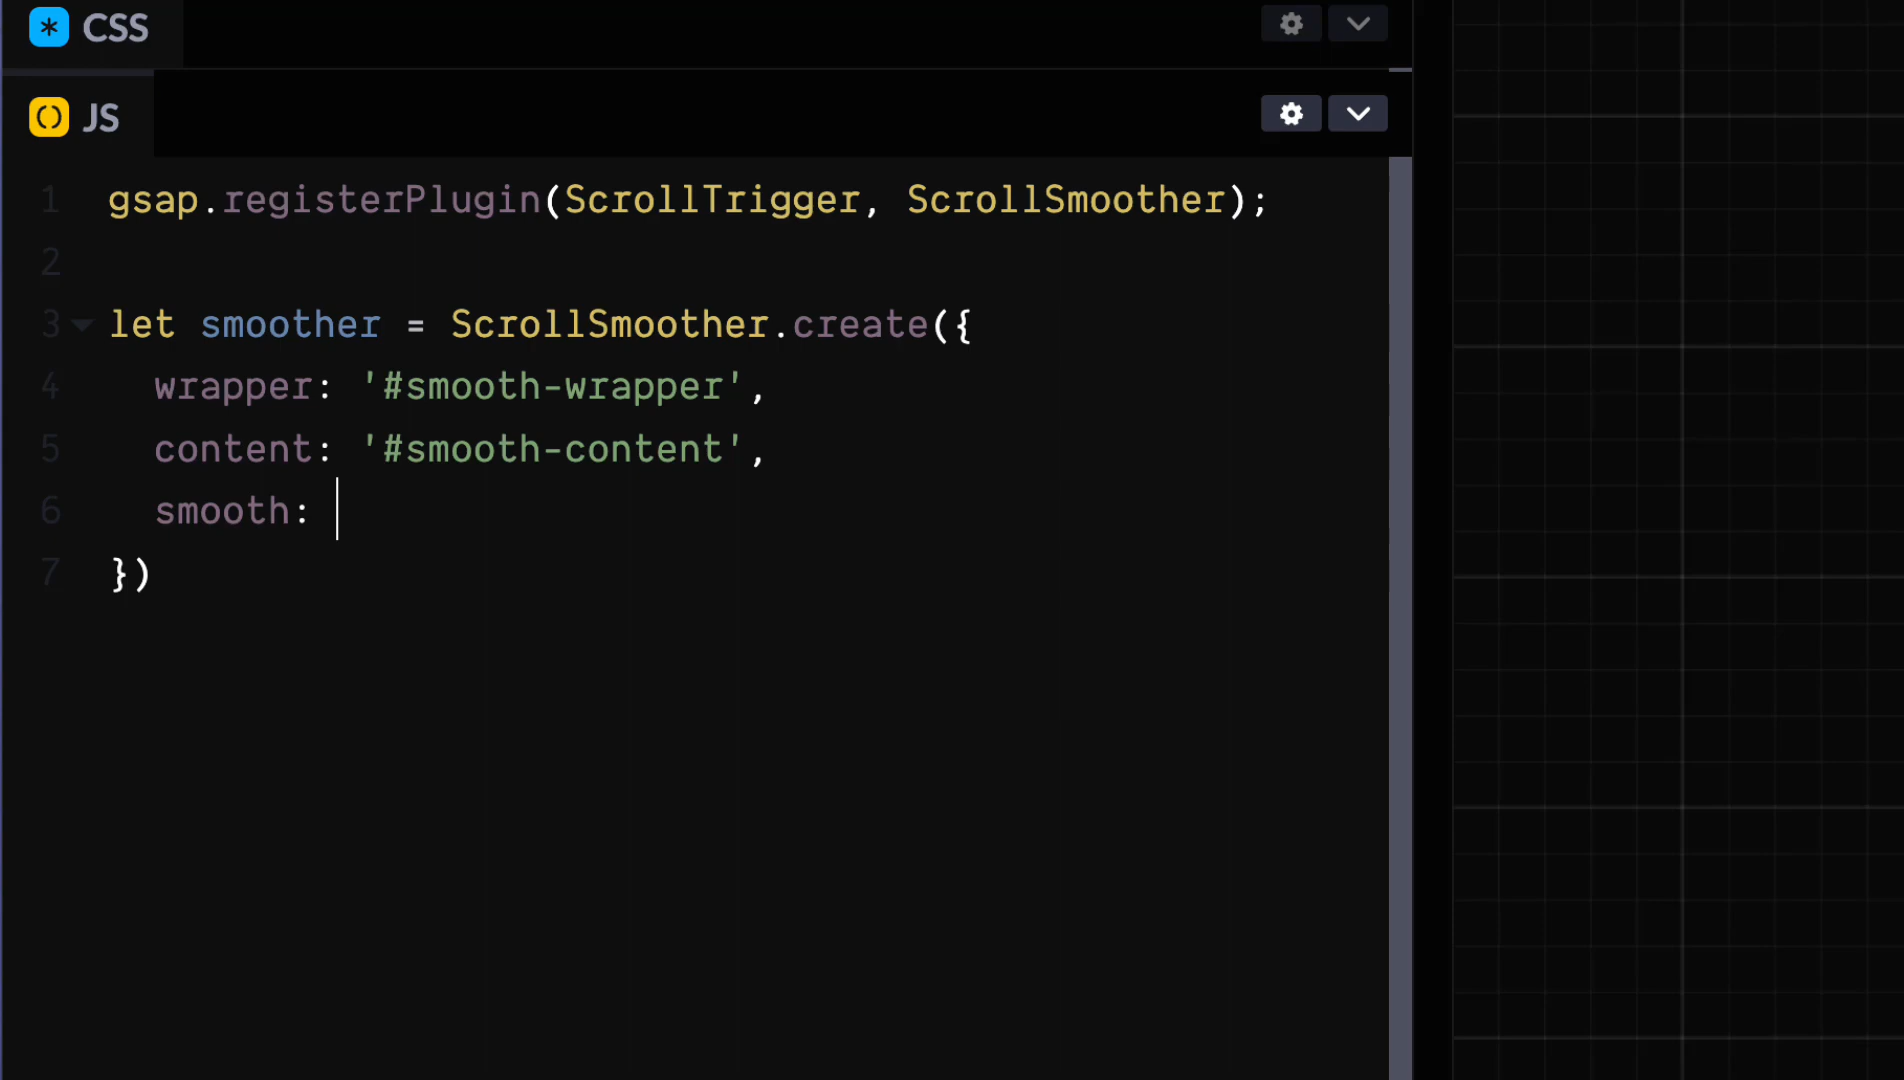 CSS
JS
1 gsap.registerPlugin(ScrollTrigger, ScrollSmoother);
2
3 let smoother = ScrollSmoother.create({
4 wrapper: '#smooth-wrapper',
5 content: '#smooth-content',
6 smooth:
7 })